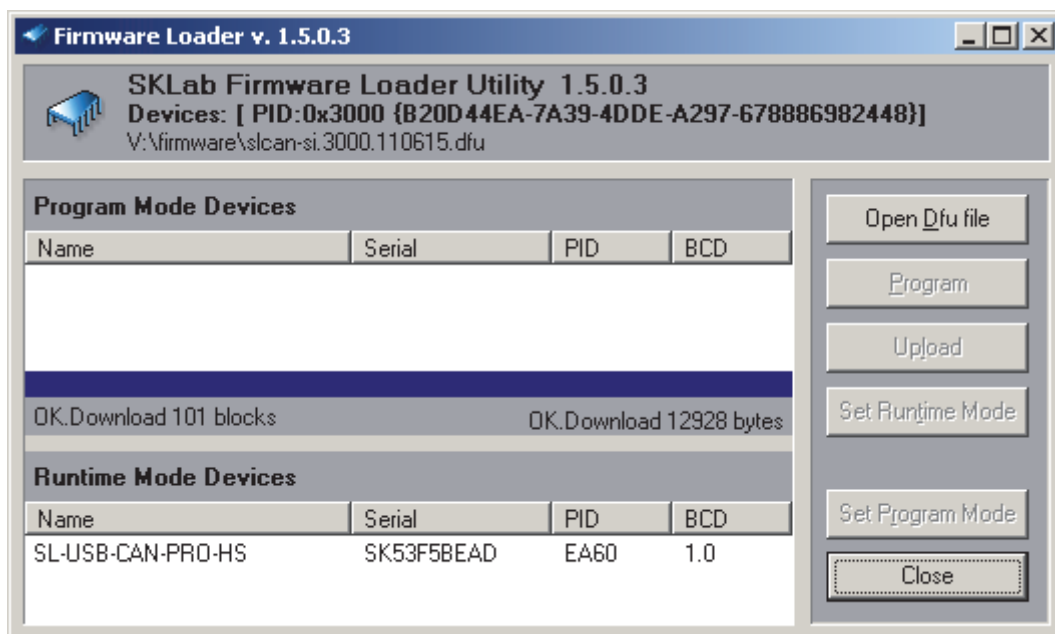 Firmware Loader v. 1.5.0.3
SKLab Firmware Loader Utility 1.5.0.3
Devices: [ PID:0x3000 {B20D44EA-7A39-4DDE-A297-678886982448}]
V:\firmware\slcan-si.3000.110615.dfu
Program Mode Devices
Name Serial PID BCD
OK.Download 101 blocks OK.Download 12928 bytes
Runtime Mode Devices
Name Serial PID BCD
SL-USB-CAN-PRO-HS SK53F5BEAD EA60 1.0
Open Dfu file
Program
Upload
Set Runtime Mode
Set Program Mode
Close